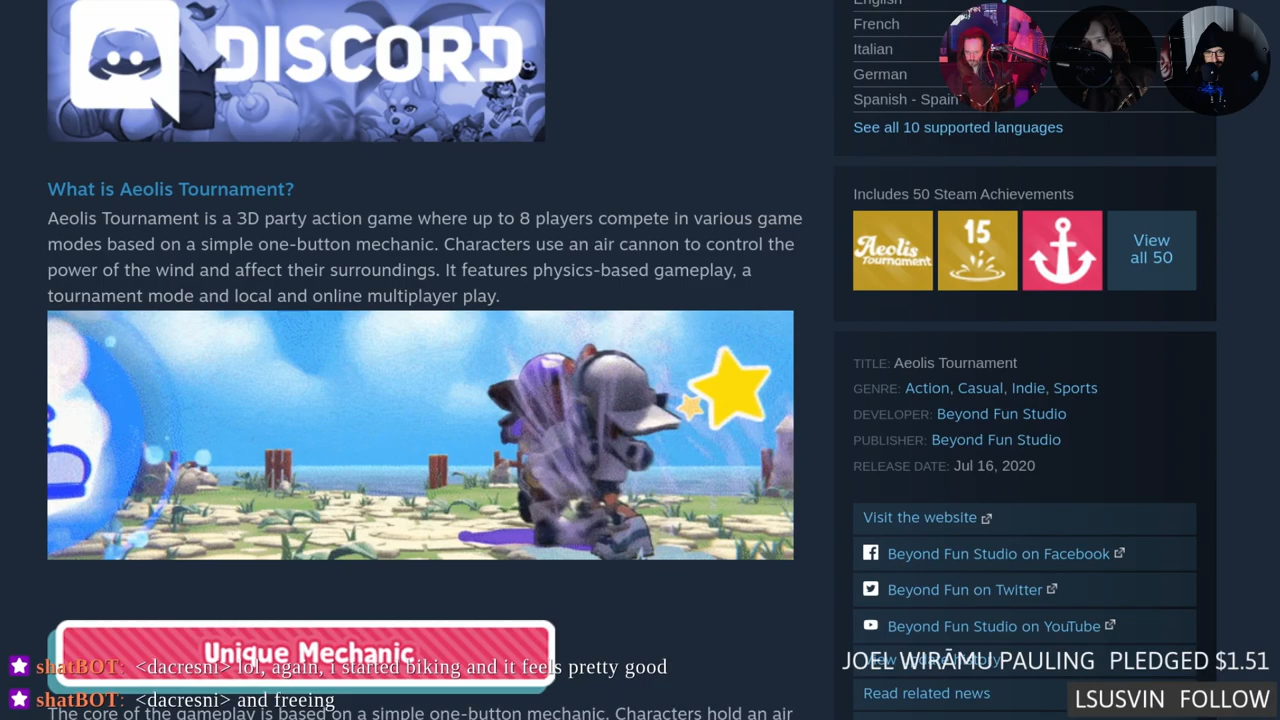 DISCORD
English
French
Italian
German
Spanish - Spain
See all 10 supported languages
What is Aeolis Tournament?
Aeolis Tournament is a 3D party action game where up to 8 players compete in various game
modes based on a simple one-button mechanic. Characters use an air cannon to control the
power of the wind and affect their surroundings. It features physics-based gameplay, a
tournament mode and local and online multiplayer play.
Includes 50 Steam Achievements
Aeolis
Tournament
15
View
all 50
TITLE: Aeolis Tournament
GENRE: Action, Casual, Indie, Sports
DEVELOPER: Beyond Fun Studio
PUBLISHER: Beyond Fun Studio
RELEASE DATE: Jul 16, 2020
Visit the website
Beyond Fun Studio on Facebook
Beyond Fun on Twitter
Beyond Fun Studio on YouTube
Read related news
Unique Mechanic
The core of the gameplay is based on a simple one-button mechanic. Characters hold an air
shatBOT: <dacresni> lol, again, i started biking and it feels pretty good
shatBOT: <dacresni> and freeing
JOEL WIRĀMU PAULING PLEDGED $1.51
LSUSVIN FOLLOW